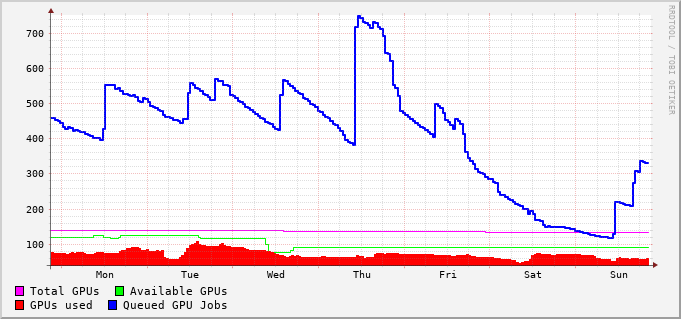 RRDTOOL / TOBI OETIKER
700
600
500
400
300
200
100
Mon Tue Wed Thu Fri Sat Sun
Total GPUs Available GPUs
GPUs used Queued GPU Jobs